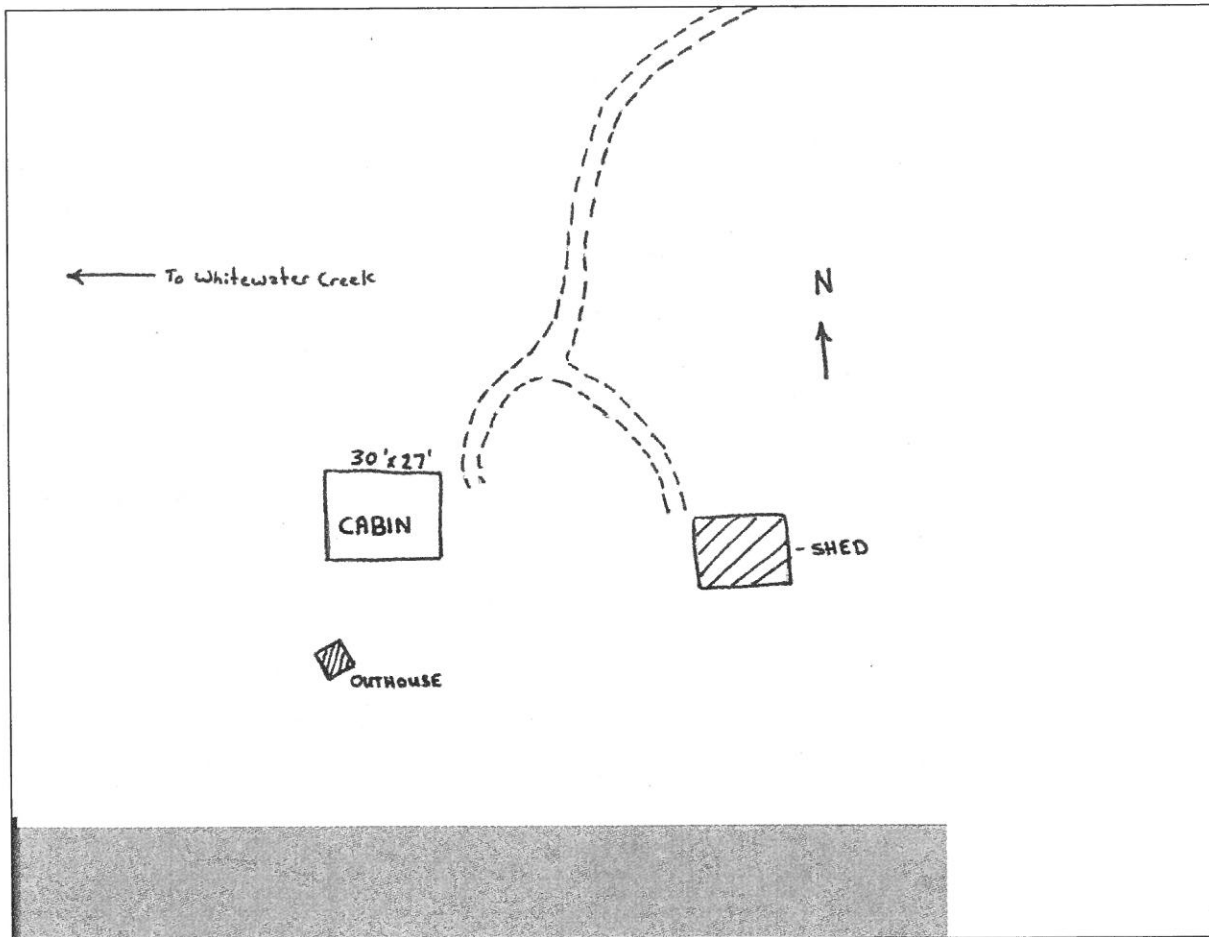 To Whitewater Creek
N
30'x27'
CABIN
- SHED
OUTHOUSE